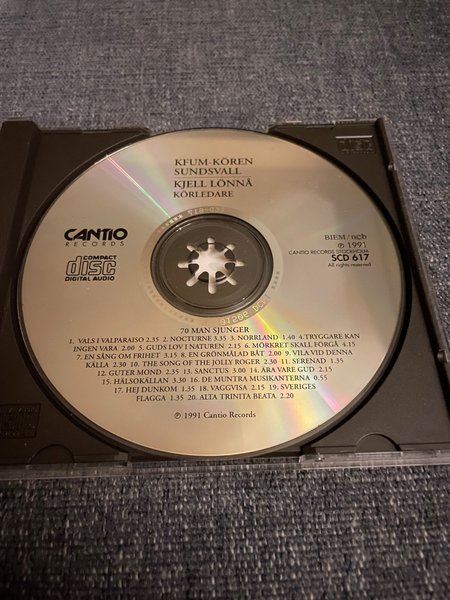 KFUM-KÖREN
SUNDSVALL
KJELL LÖNNÅ
KÖRLEDARE
CANTIO
RECORDS
COMPACT
disc
DIGITAL AUDIO
BIEM/ncb
℗ 1991
CANTIO RECORDS STOCKHOLM
SCD 617
All rights reserved
70 MAN SJUNGER
1. VALS I VALPARAISO 2.35 2. NOCTURNE 3.35 3. NORRLAND 1.40 4.TRYGGARE KAN
INGEN VARA 2.00 5. GUDS LOV I NATUREN 2.15 6. MÖRKRET SKALL FÖRGÅ 4.15
7. EN SÅNG OM FRIHET 3.15 8. EN GRÖNMÅLAD BÅT 2.00 9. VILA VID DENNA
KÄLLA 2.30 10. THE SONG OF THE JOLLY ROGER 2.30 11. SERENAD 1.35
12. GUTER MOND 2.35 13. SANCTUS 3.00 14. ÄRA VARE GUD 2.15
15. HÄLSOKÄLLAN 3.30 16. DE MUNTRA MUSIKANTERNA 0.55
17. HEJ DUNKOM 1.35 18. VAGGVISA 2.15 19. SVERIGES
FLAGGA 1.35 20. ALTA TRINITA BEATA 2.20
℗ 1991 Cantio Records